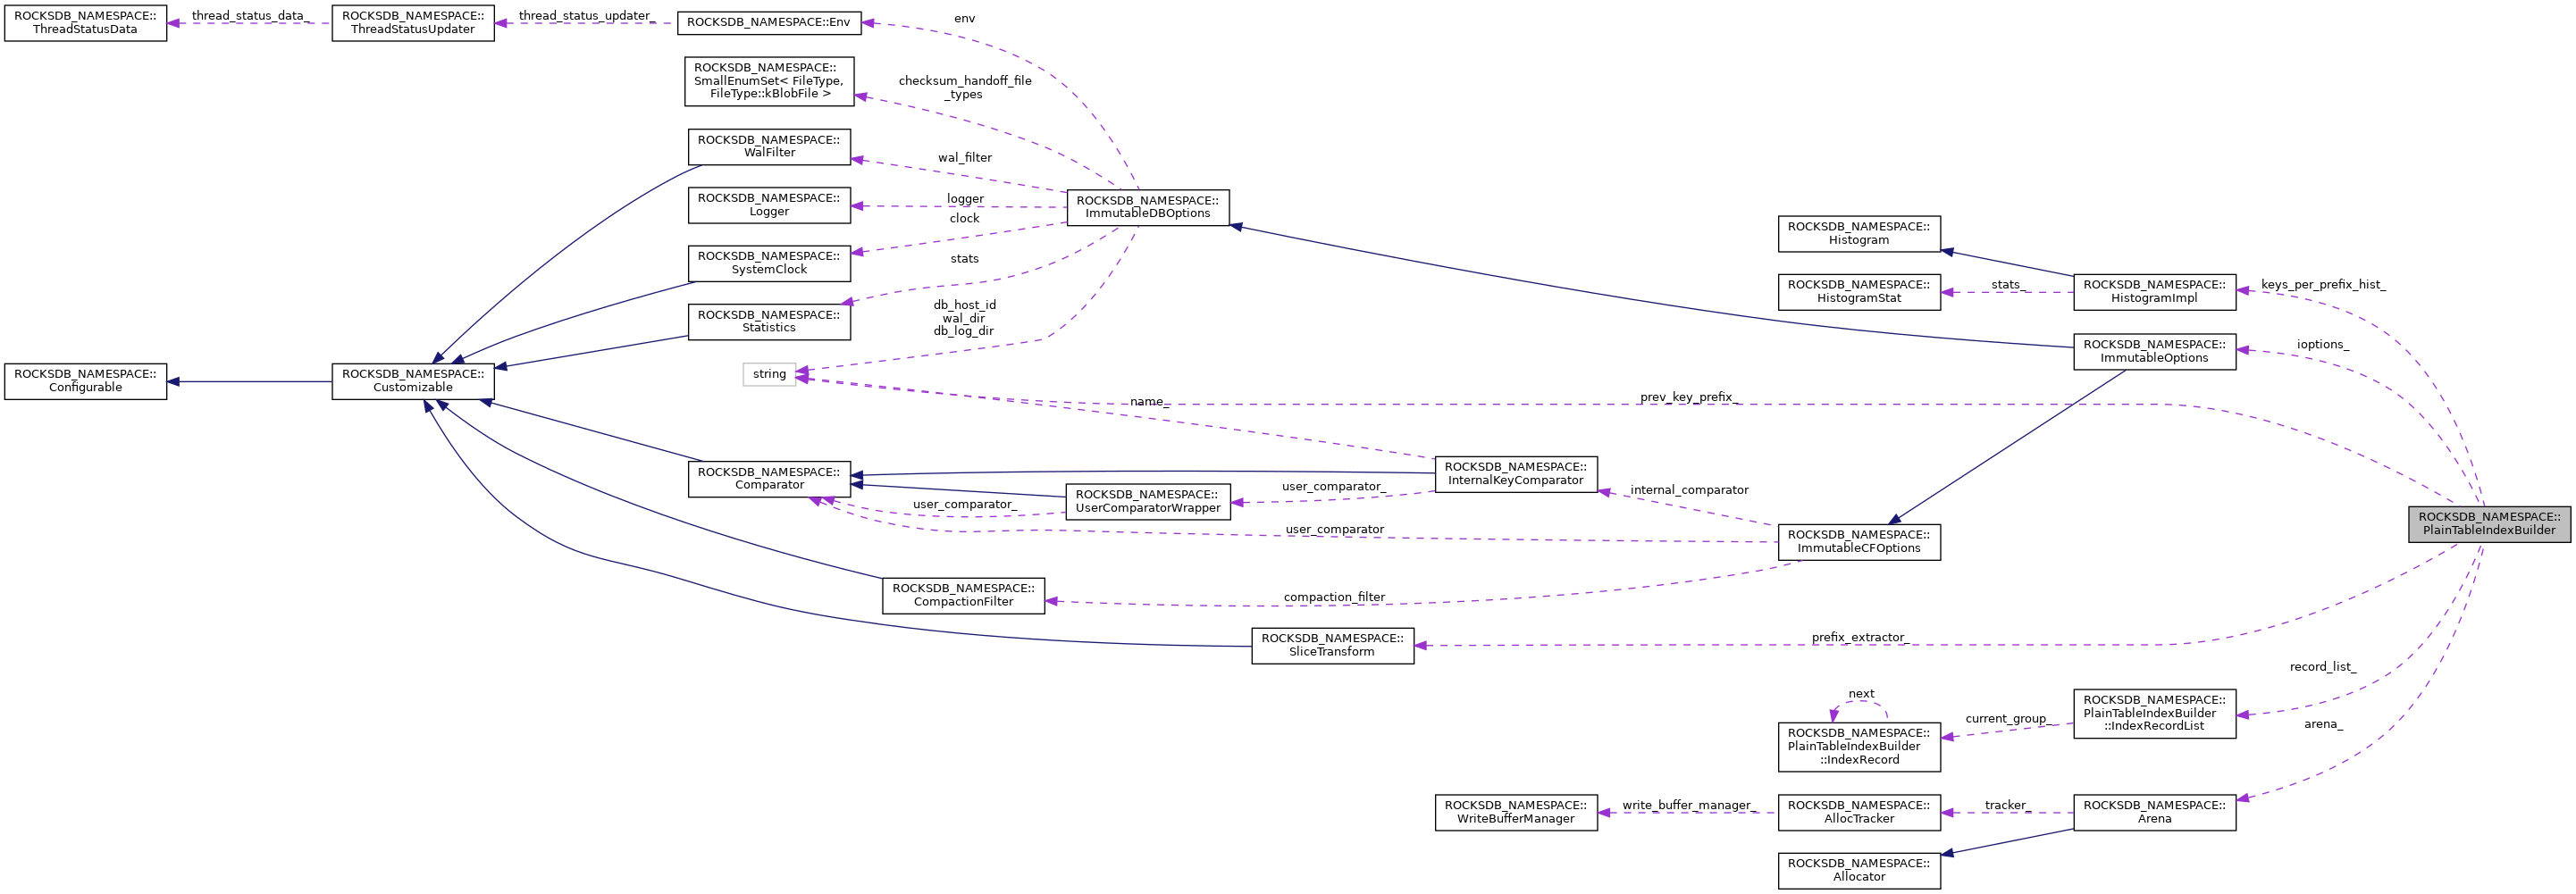 ROCKSDB_NAMESPACE::
ThreadStatusData
thread_status_data_
ROCKSDB_NAMESPACE::
ThreadStatusUpdater
thread_status_updater_
ROCKSDB_NAMESPACE::Env
env
ROCKSDB_NAMESPACE::
SmallEnumSet< FileType,
FileType::kBlobFile >
checksum_handoff_file
_types
ROCKSDB_NAMESPACE::
WalFilter
wal_filter
ROCKSDB_NAMESPACE::
Logger
logger
clock
ROCKSDB_NAMESPACE::
ImmutableDBOptions
ROCKSDB_NAMESPACE::
SystemClock
stats
ROCKSDB_NAMESPACE::
Statistics
db_host_id
wal_dir
db_log_dir
ROCKSDB_NAMESPACE::
Histogram
ROCKSDB_NAMESPACE::
HistogramStat
stats_
ROCKSDB_NAMESPACE::
HistogramImpl
keys_per_prefix_hist_
ROCKSDB_NAMESPACE::
ImmutableOptions
ioptions_
ROCKSDB_NAMESPACE::
Configurable
ROCKSDB_NAMESPACE::
Customizable
string
name_
prev_key_prefix_
ROCKSDB_NAMESPACE::
Comparator
user_comparator_
ROCKSDB_NAMESPACE::
UserComparatorWrapper
user_comparator_
ROCKSDB_NAMESPACE::
InternalKeyComparator
internal_comparator
user_comparator
ROCKSDB_NAMESPACE::
ImmutableCFOptions
ROCKSDB_NAMESPACE::
PlainTableIndexBuilder
ROCKSDB_NAMESPACE::
CompactionFilter
compaction_filter
ROCKSDB_NAMESPACE::
SliceTransform
prefix_extractor_
record_list_
next
ROCKSDB_NAMESPACE::
PlainTableIndexBuilder
::IndexRecord
current_group_
ROCKSDB_NAMESPACE::
PlainTableIndexBuilder
::IndexRecordList
arena_
ROCKSDB_NAMESPACE::
WriteBufferManager
write_buffer_manager_
ROCKSDB_NAMESPACE::
AllocTracker
tracker_
ROCKSDB_NAMESPACE::
Arena
ROCKSDB_NAMESPACE::
Allocator